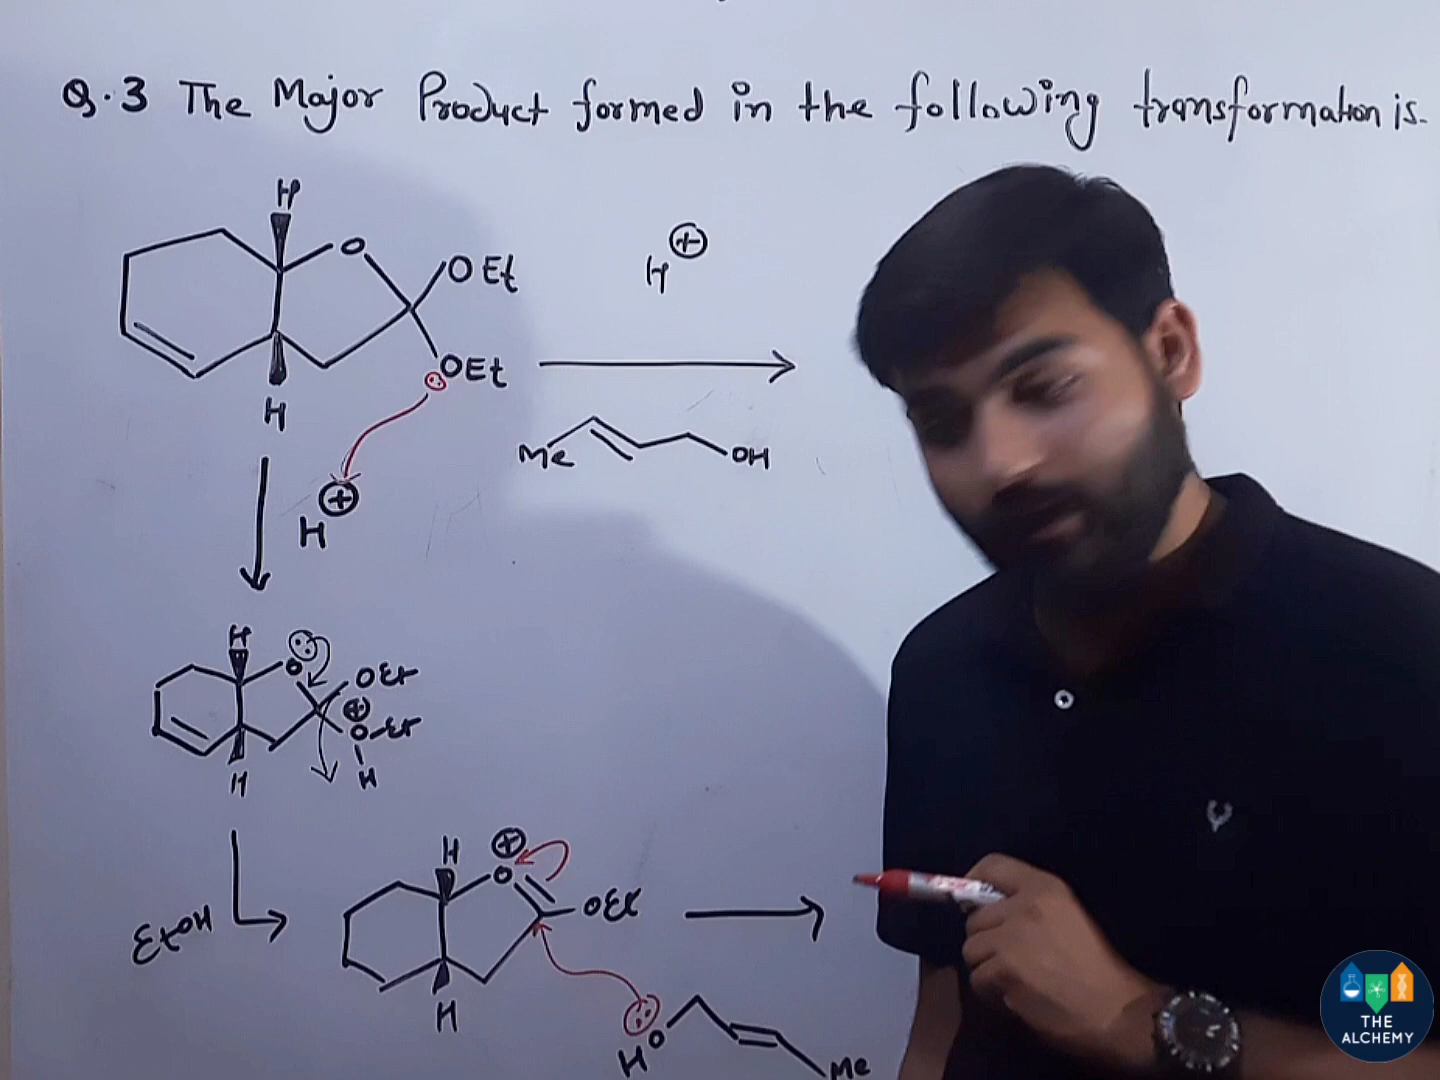 Q.3 The Major Product formed in the following transformation is.
H
O
OEt
OEt
H
H⊕
Me
OH
H⊕
H
O
OEt
⊕
O-Et
H
H
EtOH
H
⊕
O
OEt
H
HO
Me
THE
ALCHEMY